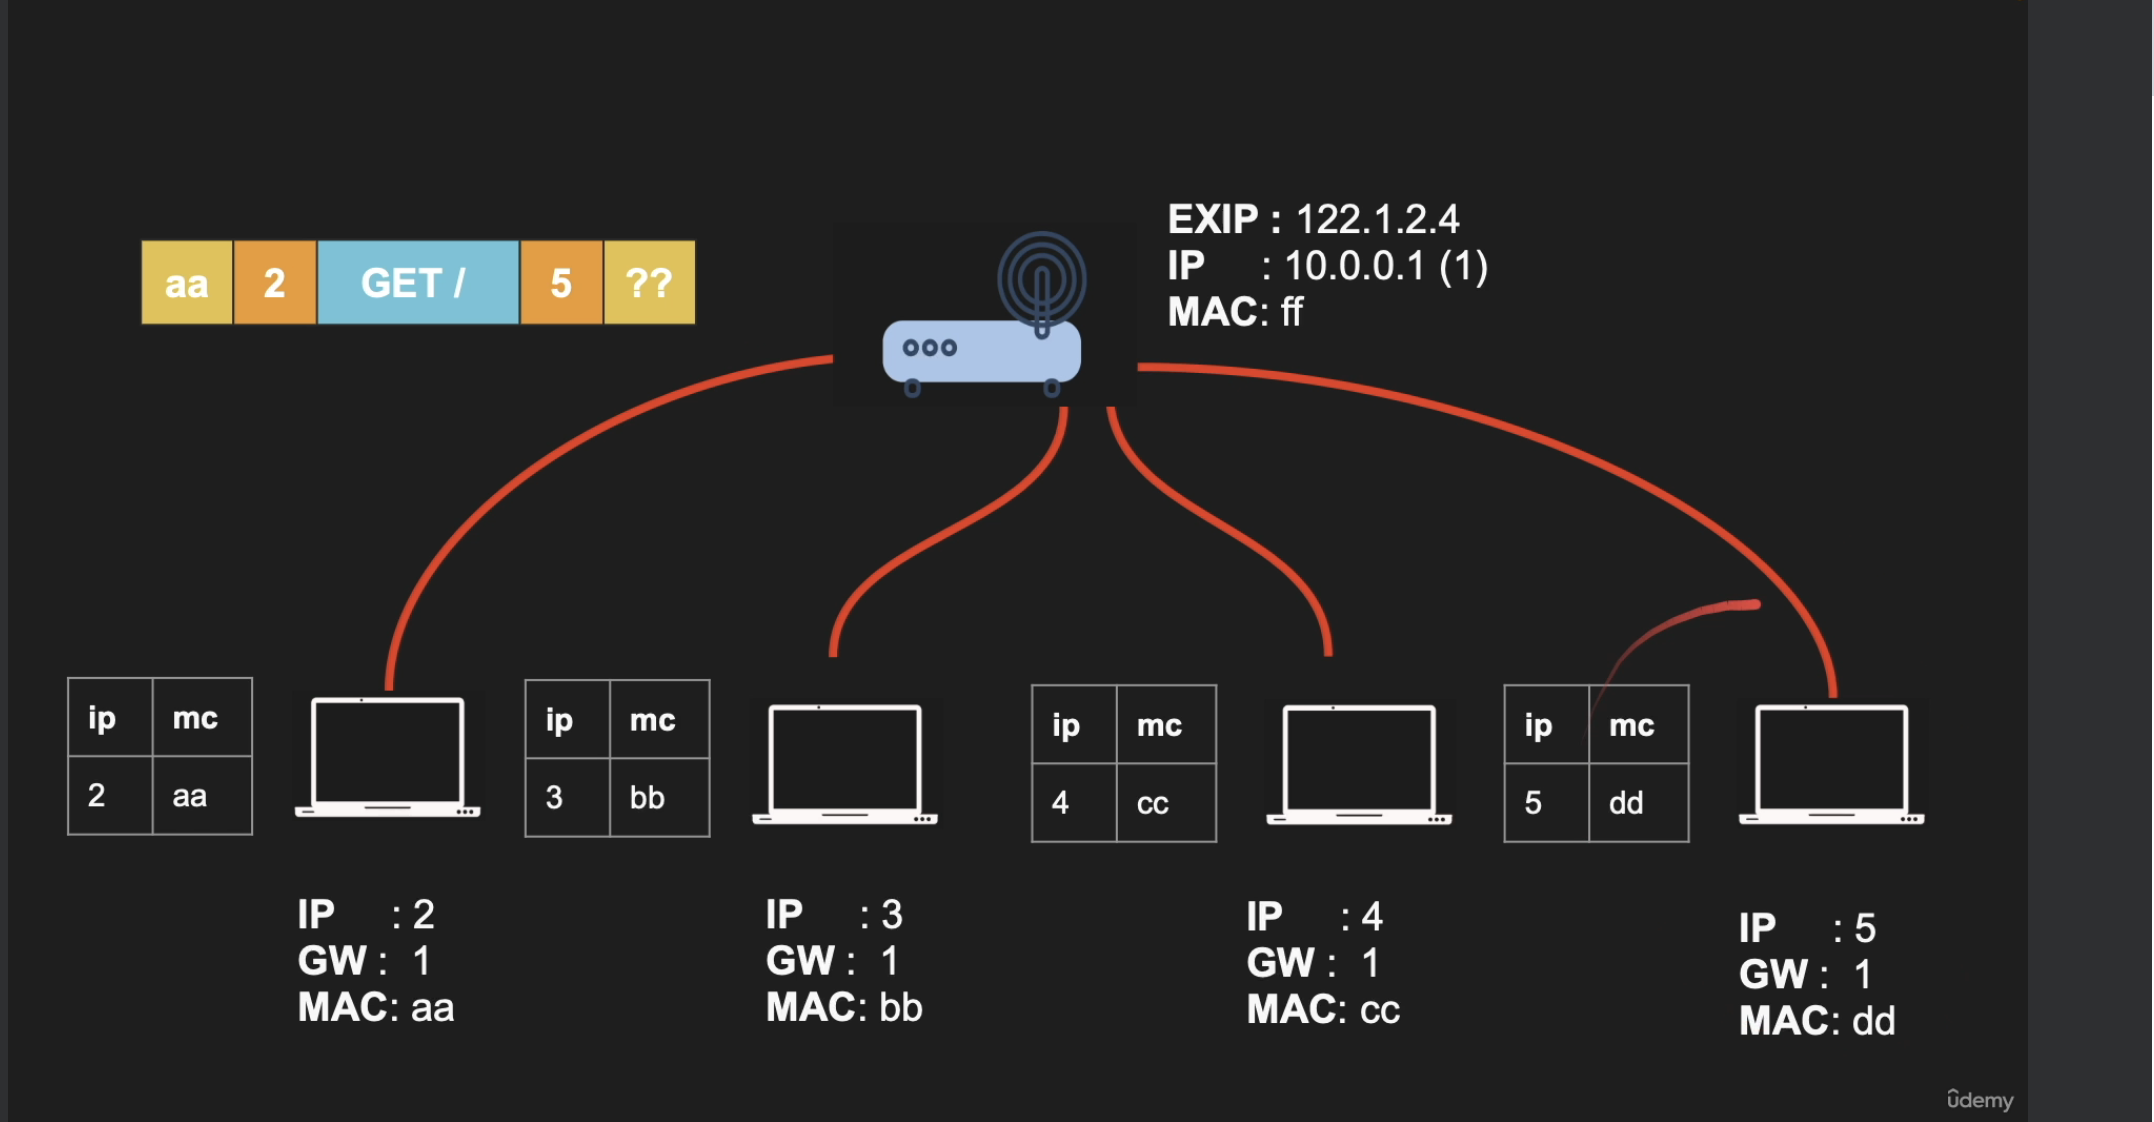 EXIP : 122.1.2.4
IP : 10.0.0.1 (1)
MAC: ff
aa 2 GET / 5 ??
ip mc
2 aa
ip mc
3 bb
ip mc
4 cc
ip mc
5 dd
IP : 2
GW : 1
MAC: aa
IP : 3
GW : 1
MAC: bb
IP : 4
GW : 1
MAC: cc
IP : 5
GW : 1
MAC: dd
ûdemy